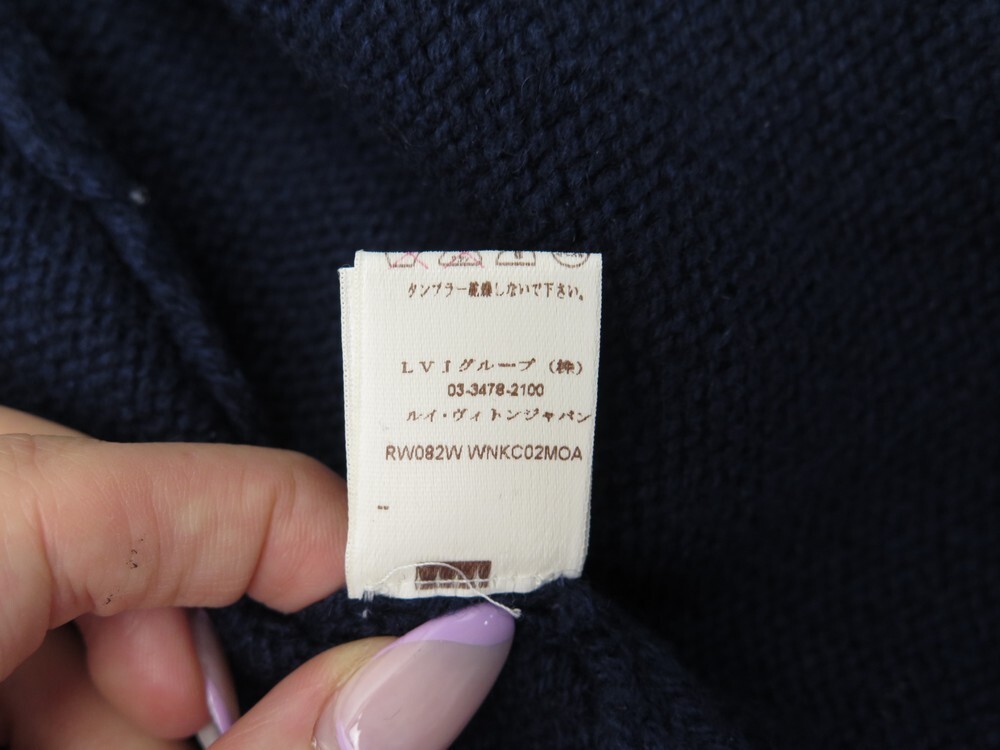 タンブラー乾燥しないで下さい。
LVJグループ（株）
03-3478-2100
ルイ・ヴィトンジャパン
RW082W WNKC02MOA